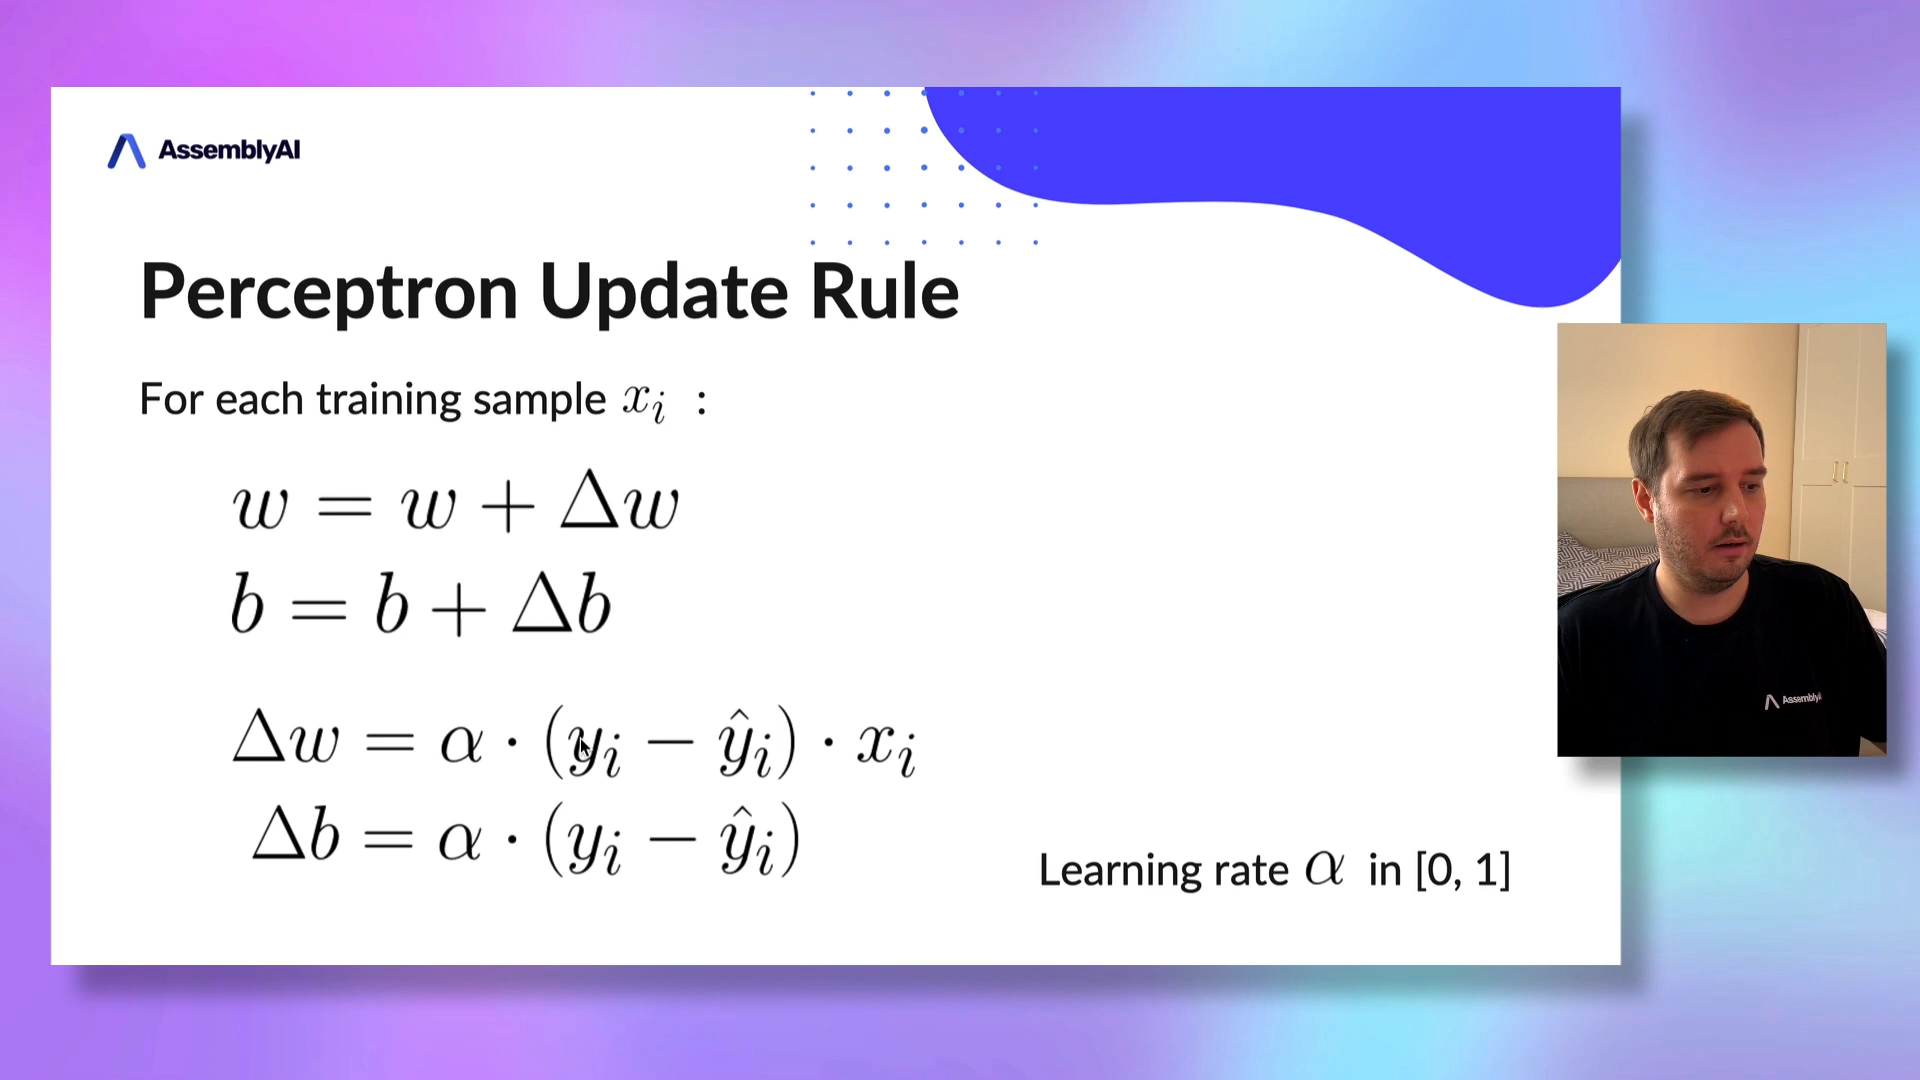 AssemblyAI
Perceptron Update Rule
For each training sample xᵢ :
w = w + Δw
b = b + Δb
Δw = α · (yᵢ − ŷᵢ) · xᵢ
Δb = α · (yᵢ − ŷᵢ)
Learning rate α in [0, 1]
AssemblyAI